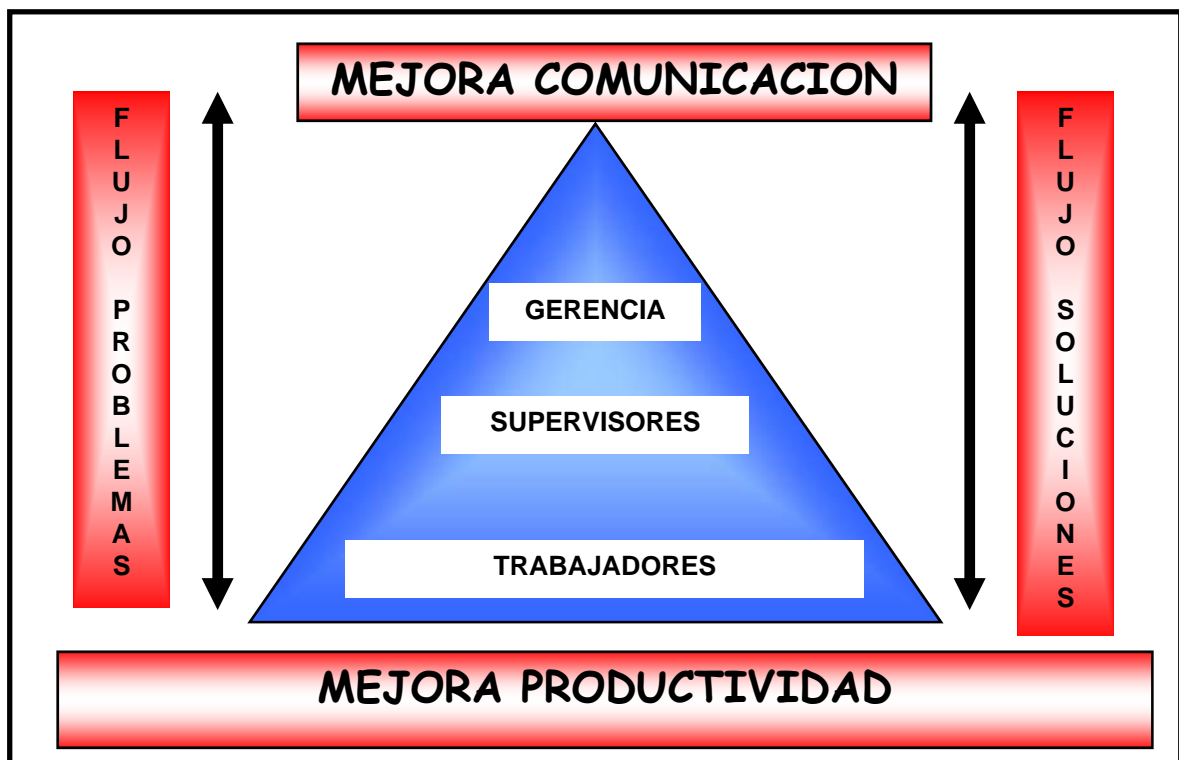 MEJORA COMUNICACION
FLUJO PROBLEMAS
FLUJO SOLUCIONES
GERENCIA
SUPERVISORES
TRABAJADORES
MEJORA PRODUCTIVIDAD